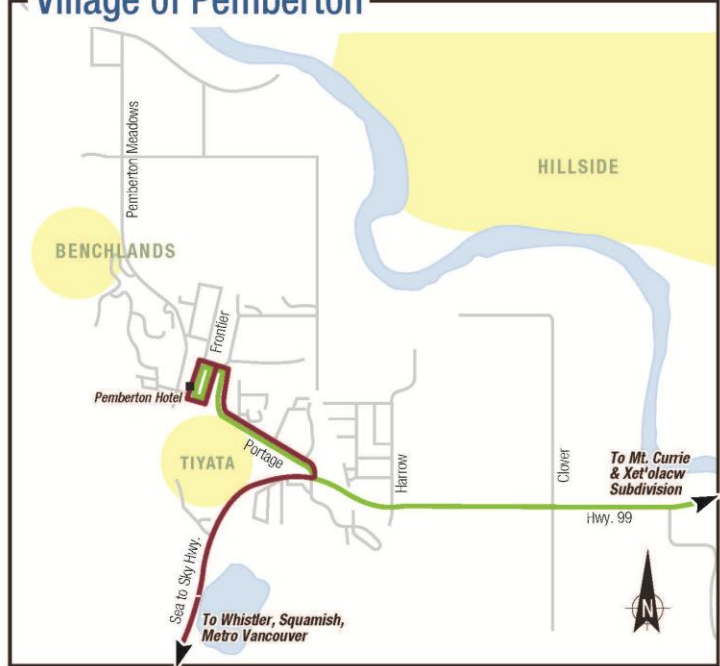 Village of Pemberton
HILLSIDE
Pemberton Meadows
BENCHLANDS
Frontier
Pemberton Hotel
Portage
TIYATA
Harrow
Clover
To Mt. Currie
& Xet'olacw
Subdivision
Hwy. 99
Sea to Sky Hwy.
To Whistler, Squamish,
Metro Vancouver
N